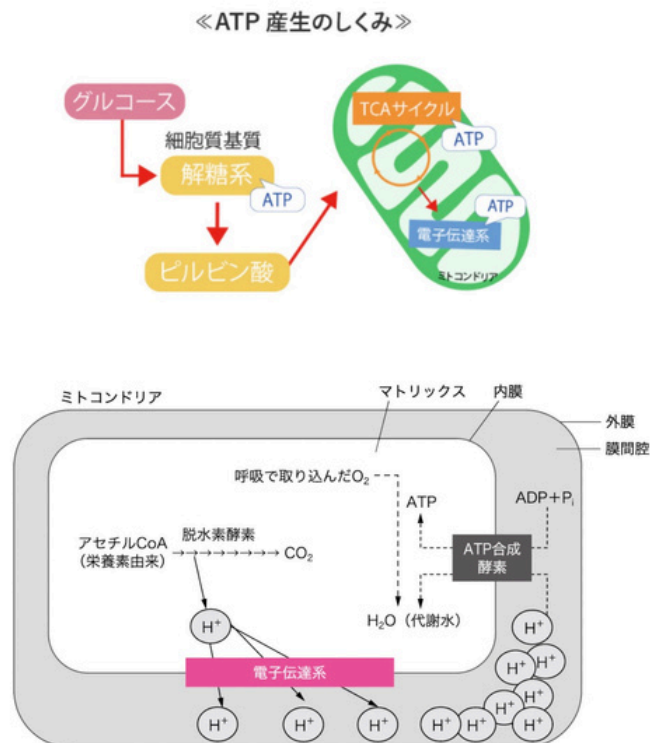 ≪ATP 産生のしくみ≫
グルコース
細胞質基質
解糖系
ATP
ピルビン酸
TCAサイクル
ATP
ATP
電子伝達系
ミトコンドリア
ミトコンドリア
マトリックス
内膜
外膜
膜間腔
呼吸で取り込んだO₂
ATP
ADP+Pi
アセチルCoA
(栄養素由来)
脱水素酵素
CO₂
ATP合成
酵素
H₂O(代謝水)
H⁺
H⁺
電子伝達系
H⁺
H⁺
H⁺
H⁺
H⁺
H⁺
H⁺
H⁺
H⁺
H⁺
H⁺